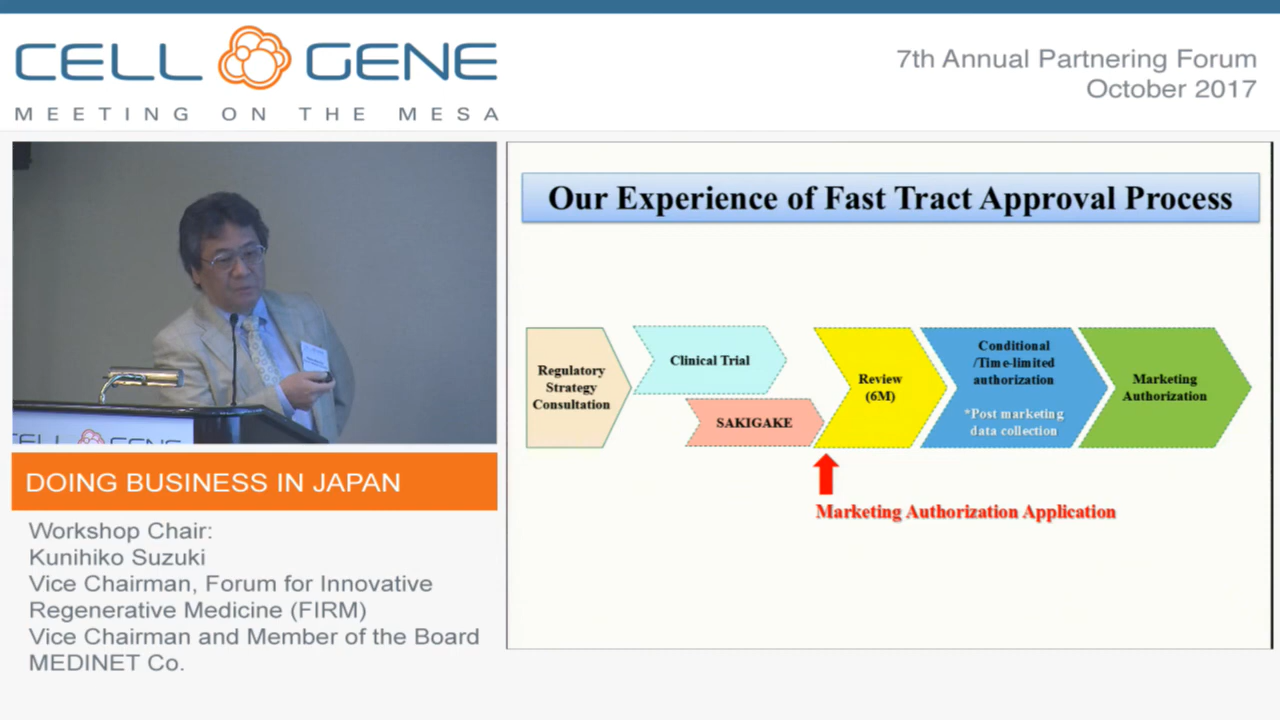 CELL GENE
MEETING ON THE MESA
7th Annual Partnering Forum
October 2017
CELL GENE
DOING BUSINESS IN JAPAN
Workshop Chair:
Kunihiko Suzuki
Vice Chairman, Forum for Innovative
Regenerative Medicine (FIRM)
Vice Chairman and Member of the Board
MEDINET Co.
Our Experience of Fast Tract Approval Process
Regulatory
Strategy
Consultation
Clinical Trial
SAKIGAKE
Review
(6M)
Conditional
/Time-limited
authorization
*Post marketing
data collection
Marketing
Authorization
Marketing Authorization Application